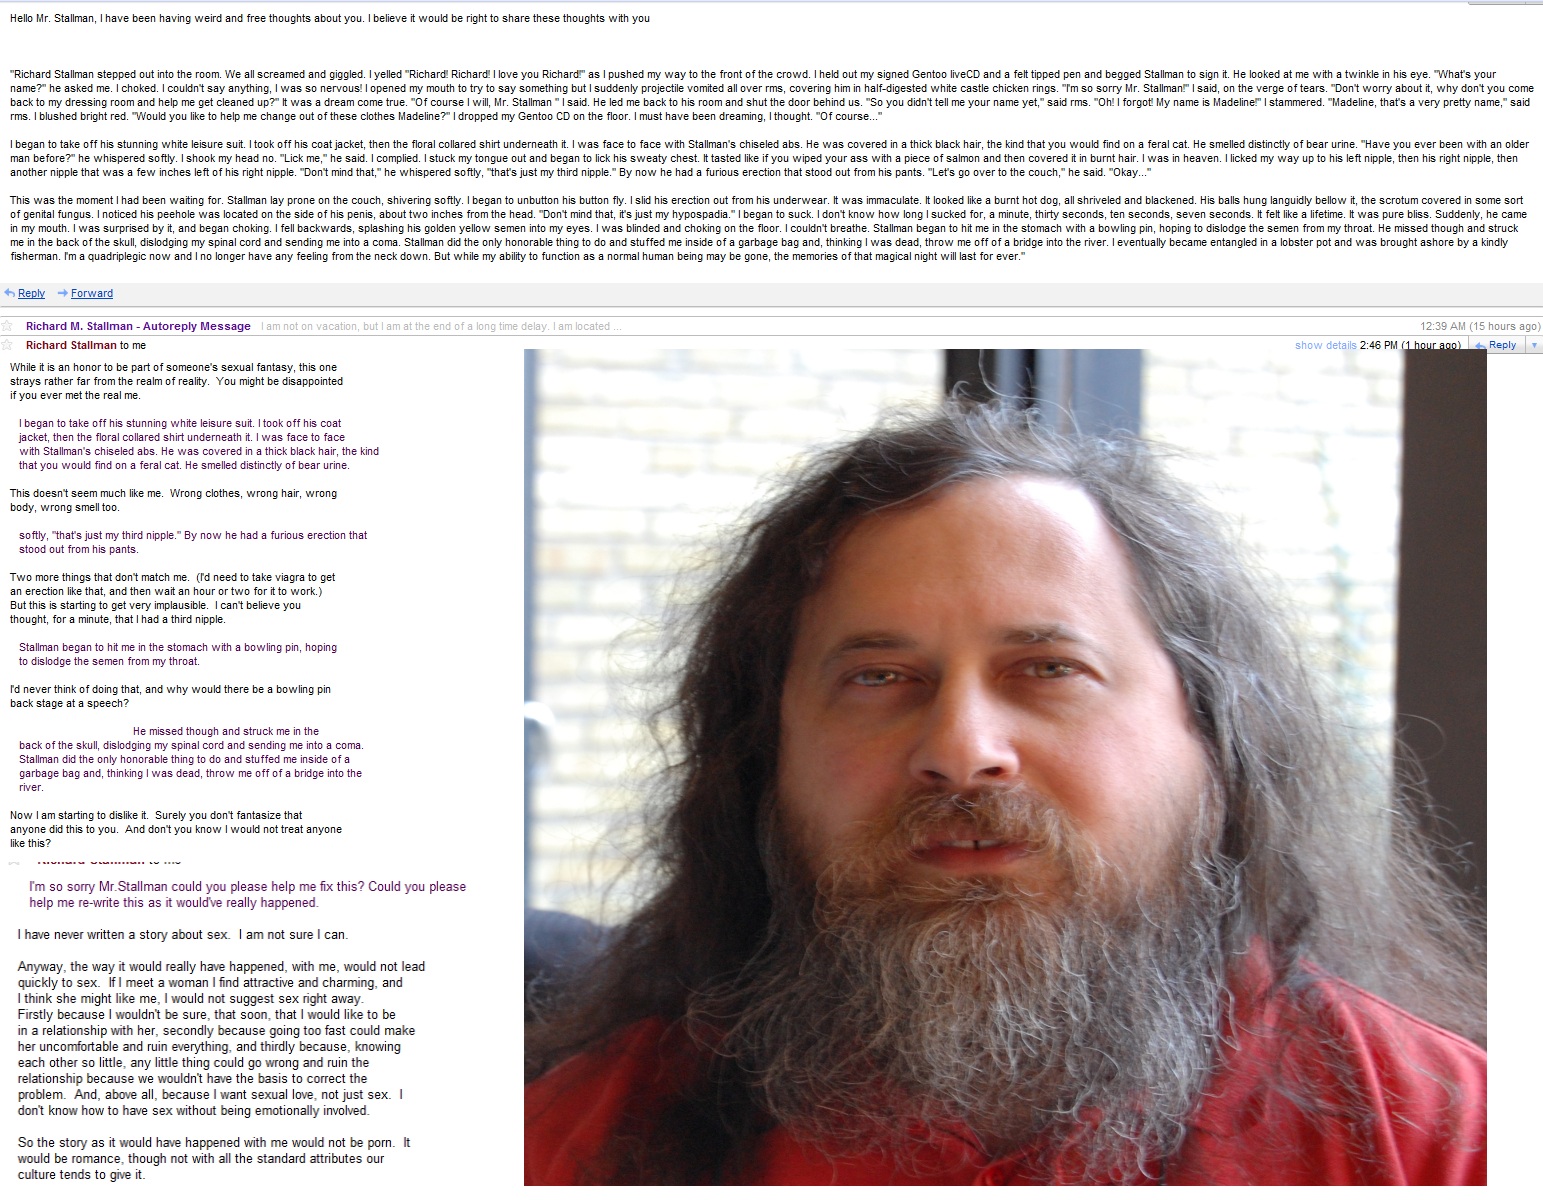 Hello Mr. Stallman, I have been having weird and free thoughts about you. I believe it would be right to share these thoughts with you
"Richard Stallman stepped out into the room. We all screamed and giggled. I yelled "Richard! Richard! I love you Richard!" as I pushed my way to the front of the crowd. I held out my signed Gentoo liveCD and a felt tipped pen and begged Stallman to sign it. He looked at me with a twinkle in his eye. "What's your
name?" he asked me. I choked. I couldn't say anything, I was so nervous! I opened my mouth to try to say something but I suddenly projectile vomited all over rms, covering him in half-digested white castle chicken rings. "I'm so sorry Mr. Stallman!" I said, on the verge of tears. "Don't worry about it, why don't you come
back to my dressing room and help me get cleaned up?" It was a dream come true. "Of course I will, Mr. Stallman " I said. He led me back to his room and shut the door behind us. "So you didn't tell me your name yet," said rms. "Oh! I forgot! My name is Madeline!" I stammered. "Madeline, that's a very pretty name," said
rms. I blushed bright red. "Would you like to help me change out of these clothes Madeline?" I dropped my Gentoo CD on the floor. I must have been dreaming, I thought. "Of course..."
I began to take off his stunning white leisure suit. I took off his coat jacket, then the floral collared shirt underneath it. I was face to face with Stallman's chiseled abs. He was covered in a thick black hair, the kind that you would find on a feral cat. He smelled distinctly of bear urine. "Have you ever been with an older
man before?" he whispered softly. I shook my head no. "Lick me," he said. I complied. I stuck my tongue out and began to lick his sweaty chest. It tasted like if you wiped your ass with a piece of salmon and then covered it in burnt hair. I was in heaven. I licked my way up to his left nipple, then his right nipple, then
another nipple that was a few inches left of his right nipple. "Don't mind that," he whispered softly, "that's just my third nipple." By now he had a furious erection that stood out from his pants. "Let's go over to the couch," he said. "Okay..."
This was the moment I had been waiting for. Stallman lay prone on the couch, shivering softly. I began to unbutton his button fly. I slid his erection out from his underwear. It was immaculate. It looked like a burnt hot dog, all shriveled and blackened. His balls hung languidly bellow it, the scrotum covered in some sort
of genital fungus. I noticed his peehole was located on the side of his penis, about two inches from the head. "Don't mind that, it's just my hypospadia." I began to suck. I don't know how long I sucked for, a minute, thirty seconds, ten seconds, seven seconds. It felt like a lifetime. It was pure bliss. Suddenly, he came
in my mouth. I was surprised by it, and began choking. I fell backwards, splashing his golden yellow semen into my eyes. I was blinded and choking on the floor. I couldn't breathe. Stallman began to hit me in the stomach with a bowling pin, hoping to dislodge the semen from my throat. He missed though and struck
me in the back of the skull, dislodging my spinal cord and sending me into a coma. Stallman did the only honorable thing to do and stuffed me inside of a garbage bag and, thinking I was dead, throw me off of a bridge into the river. I eventually became entangled in a lobster pot and was brought ashore by a kindly
fisherman. I'm a quadriplegic now and I no longer have any feeling from the neck down. But while my ability to function as a normal human being may be gone, the memories of that magical night will last for ever."
Reply Forward
Richard M. Stallman - Autoreply Message I am not on vacation, but I am at the end of a long time delay. I am located ... 12:39 AM (15 hours ago)
Richard Stallman to me show details 2:46 PM (1 hour ago) Reply
While it is an honor to be part of someone's sexual fantasy, this one
strays rather far from the realm of reality. You might be disappointed
if you ever met the real me.
I began to take off his stunning white leisure suit. I took off his coat
jacket, then the floral collared shirt underneath it. I was face to face
with Stallman's chiseled abs. He was covered in a thick black hair, the kind
that you would find on a feral cat. He smelled distinctly of bear urine.
This doesn't seem much like me. Wrong clothes, wrong hair, wrong
body, wrong smell too.
softly, "that's just my third nipple." By now he had a furious erection that
stood out from his pants.
Two more things that don't match me. (I'd need to take viagra to get
an erection like that, and then wait an hour or two for it to work.)
But this is starting to get very implausible. I can't believe you
thought, for a minute, that I had a third nipple.
Stallman began to hit me in the stomach with a bowling pin, hoping
to dislodge the semen from my throat.
I'd never think of doing that, and why would there be a bowling pin
back stage at a speech?
He missed though and struck me in the
back of the skull, dislodging my spinal cord and sending me into a coma.
Stallman did the only honorable thing to do and stuffed me inside of a
garbage bag and, thinking I was dead, throw me off of a bridge into the
river.
Now I am starting to dislike it. Surely you don't fantasize that
anyone did this to you. And don't you know I would not treat anyone
like this?
Richard Stallman to me
I'm so sorry Mr.Stallman could you please help me fix this? Could you please
help me re-write this as it would've really happened.
I have never written a story about sex. I am not sure I can.
Anyway, the way it would really have happened, with me, would not lead
quickly to sex. If I meet a woman I find attractive and charming, and
I think she might like me, I would not suggest sex right away.
Firstly because I wouldn't be sure, that soon, that I would like to be
in a relationship with her, secondly because going too fast could make
her uncomfortable and ruin everything, and thirdly because, knowing
each other so little, any little thing could go wrong and ruin the
relationship because we wouldn't have the basis to correct the
problem. And, above all, because I want sexual love, not just sex. I
don't know how to have sex without being emotionally involved.
So the story as it would have happened with me would not be porn. It
would be romance, though not with all the standard attributes our
culture tends to give it.